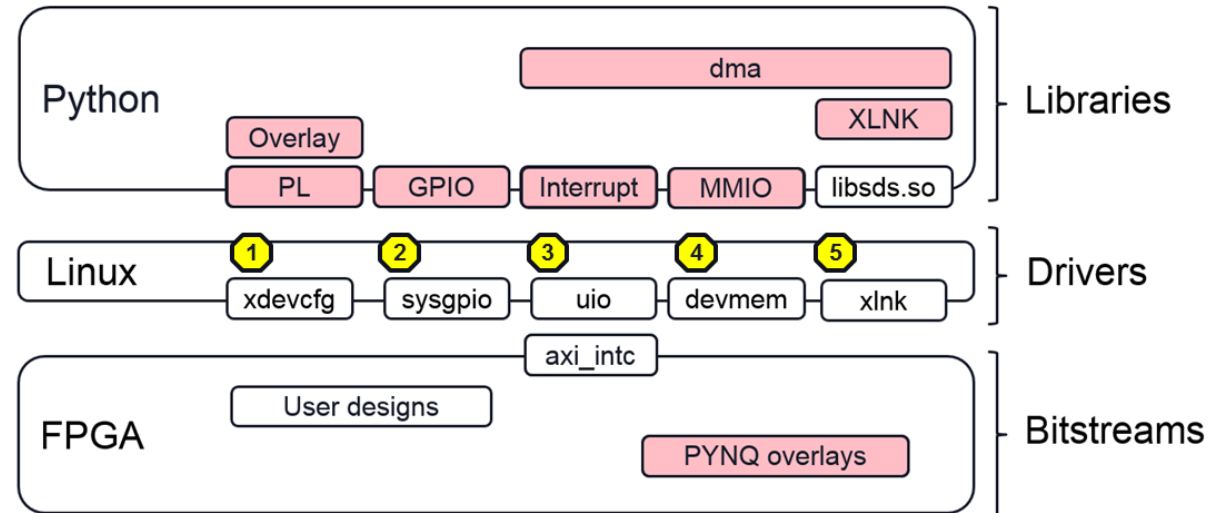 dma
Python
Libraries
XLNK
Overlay
PL
GPIO
Interrupt
MMIO
libsds.so
1
2
3
4
5
Linux
Drivers
xdevcfg
sysgpio
uio
devmem
xlnk
axi_intc
User designs
FPGA
Bitstreams
PYNQ overlays